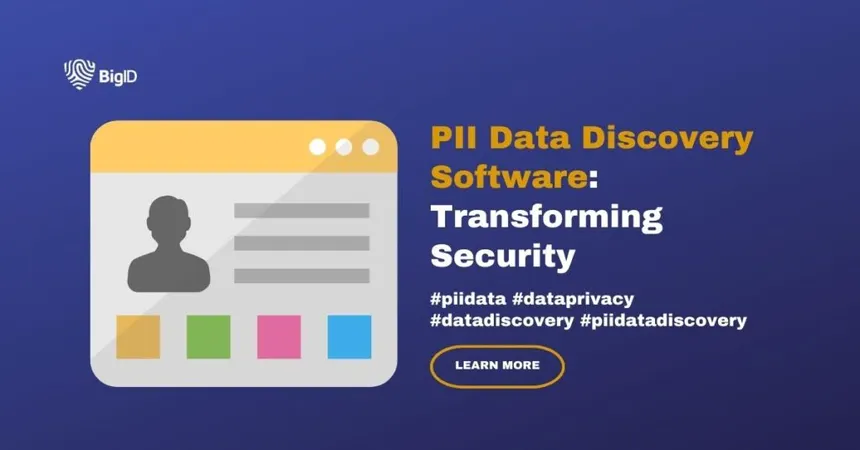 BigID
PII Data Discovery
Software:
Transforming
Security
#piidata #dataprivacy
#datadiscovery #piidatadiscovery
LEARN MORE